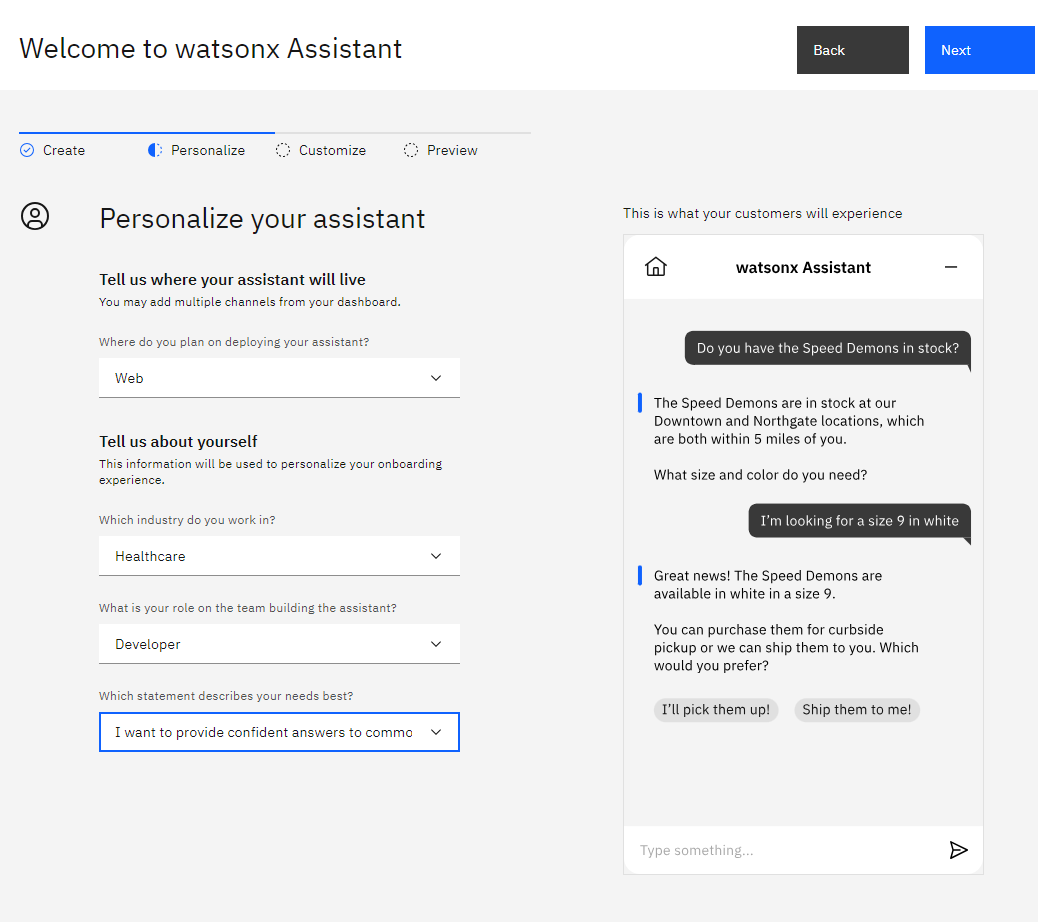 Welcome to watsonx Assistant
Back
Next
Create
Personalize
Customize
Preview
Personalize your assistant
Tell us where your assistant will live
You may add multiple channels from your dashboard.
Where do you plan on deploying your assistant?
Web
Tell us about yourself
This information will be used to personalize your onboarding
experience.
Which industry do you work in?
Healthcare
What is your role on the team building the assistant?
Developer
Which statement describes your needs best?
I want to provide confident answers to commo
This is what your customers will experience
watsonx Assistant
Do you have the Speed Demons in stock?
The Speed Demons are in stock at our
Downtown and Northgate locations, which
are both within 5 miles of you.
What size and color do you need?
I’m looking for a size 9 in white
Great news! The Speed Demons are
available in white in a size 9.
You can purchase them for curbside
pickup or we can ship them to you. Which
would you prefer?
I’ll pick them up!
Ship them to me!
Type something...